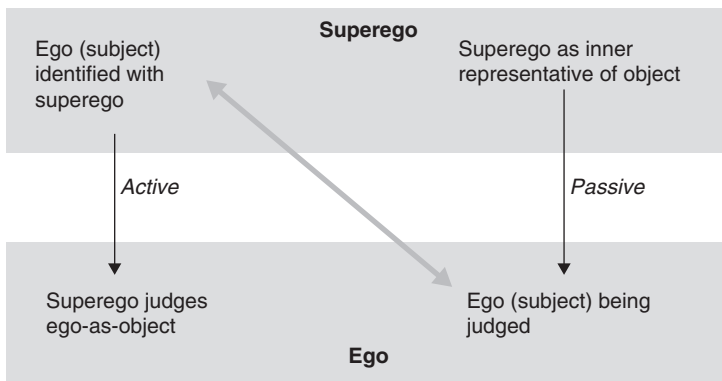 Superego
Ego (subject)
identified with
superego
Superego as inner
representative of object
Active
Passive
Superego judges
ego-as-object
Ego (subject) being
judged
Ego